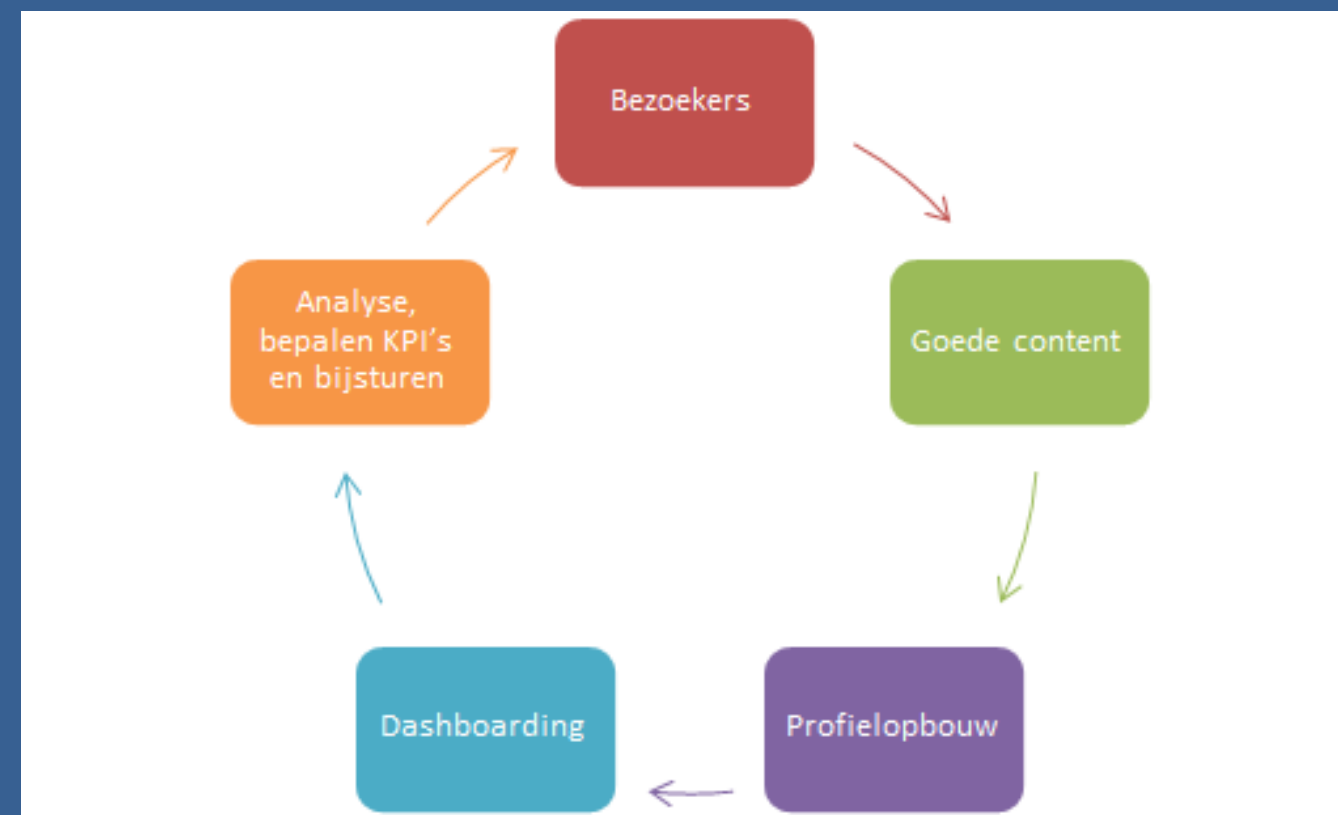 Bezoekers
Goede content
Profielopbouw
Dashboarding
Analyse,
bepalen KPI’s
en bijsturen